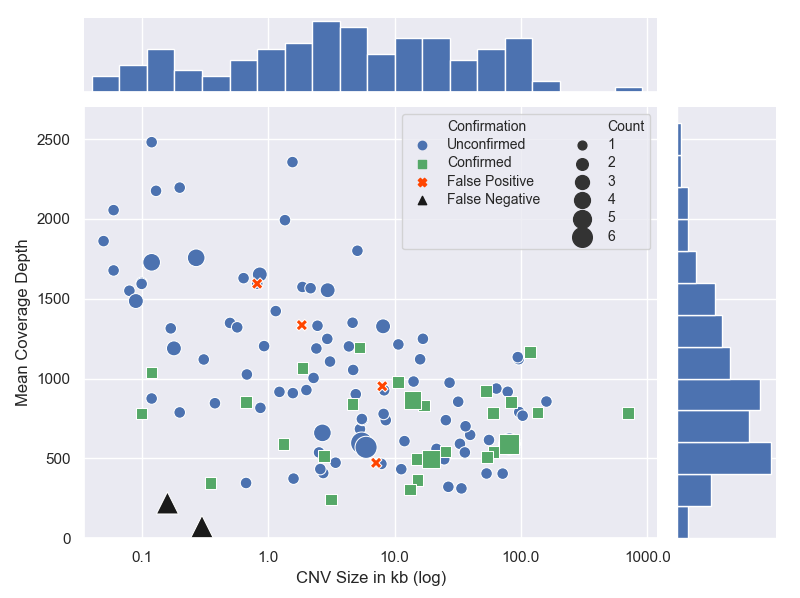 Confirmation
Unconfirmed
Confirmed
False Positive
False Negative
Count
1
2
3
4
5
6
2500
2000
1500
1000
500
0
Mean Coverage Depth
0.1
1.0
10.0
100.0
1000.0
CNV Size in kb (log)